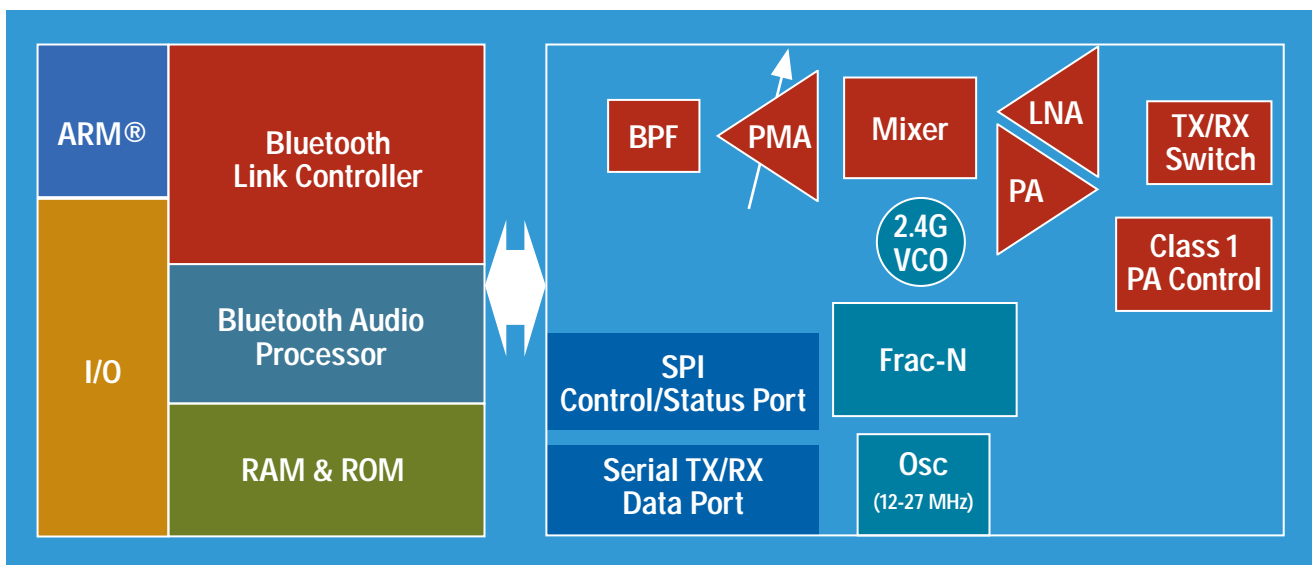 ARM®
Bluetooth
Link Controller
I/O
Bluetooth Audio
Processor
RAM & ROM
BPF
PMA
Mixer
LNA
PA
TX/RX
Switch
2.4G
VCO
Class 1
PA Control
SPI
Control/Status Port
Frac-N
Serial TX/RX
Data Port
Osc
(12-27 MHz)